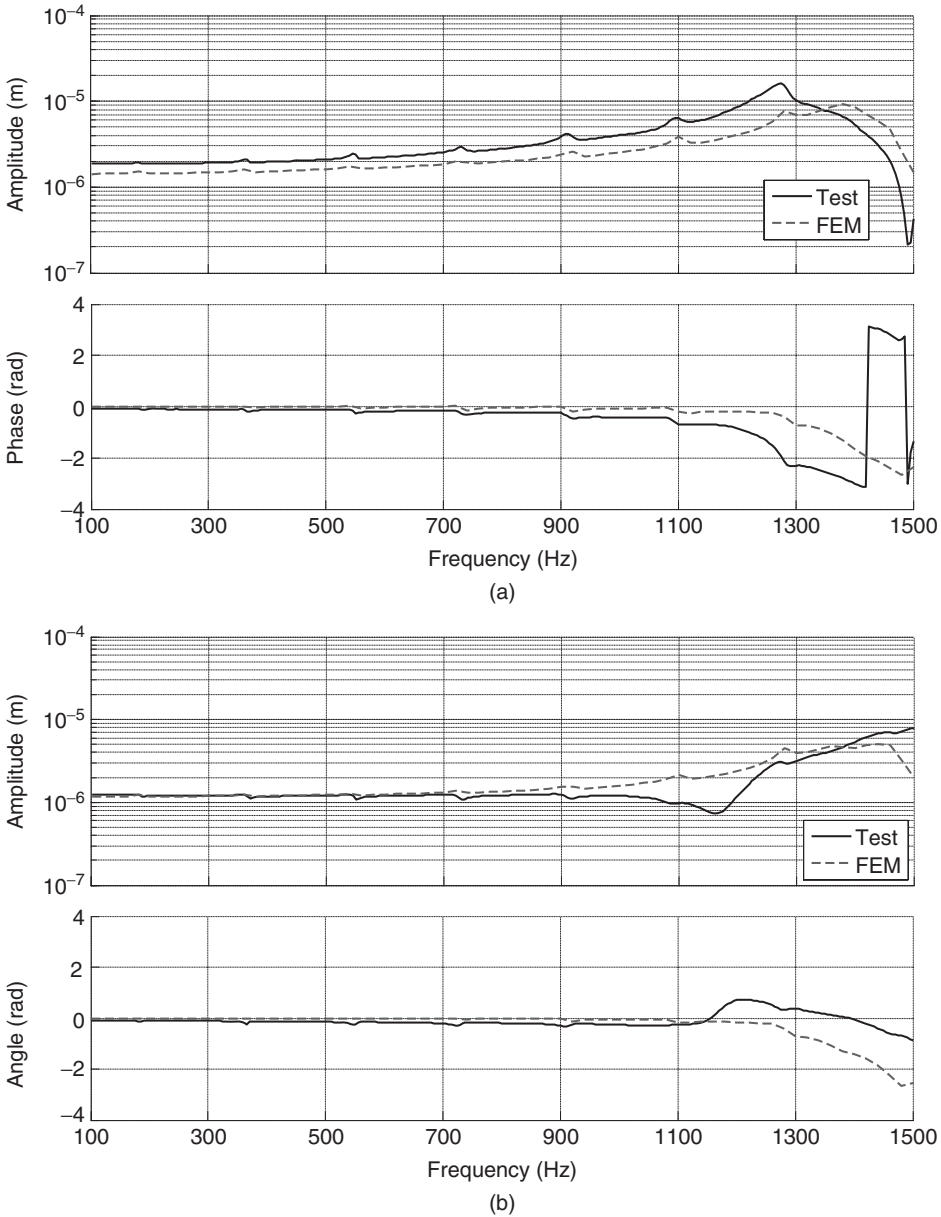 10⁻⁴
10⁻⁵
10⁻⁶
10⁻⁷
Amplitude (m)
Test
FEM
4
2
0
−2
−4
Phase (rad)
100 300 500 700 900 1100 1300 1500
Frequency (Hz)
(a)
10⁻⁴
10⁻⁵
10⁻⁶
10⁻⁷
Amplitude (m)
Test
FEM
4
2
0
−2
−4
Angle (rad)
100 300 500 700 900 1100 1300 1500
Frequency (Hz)
(b)